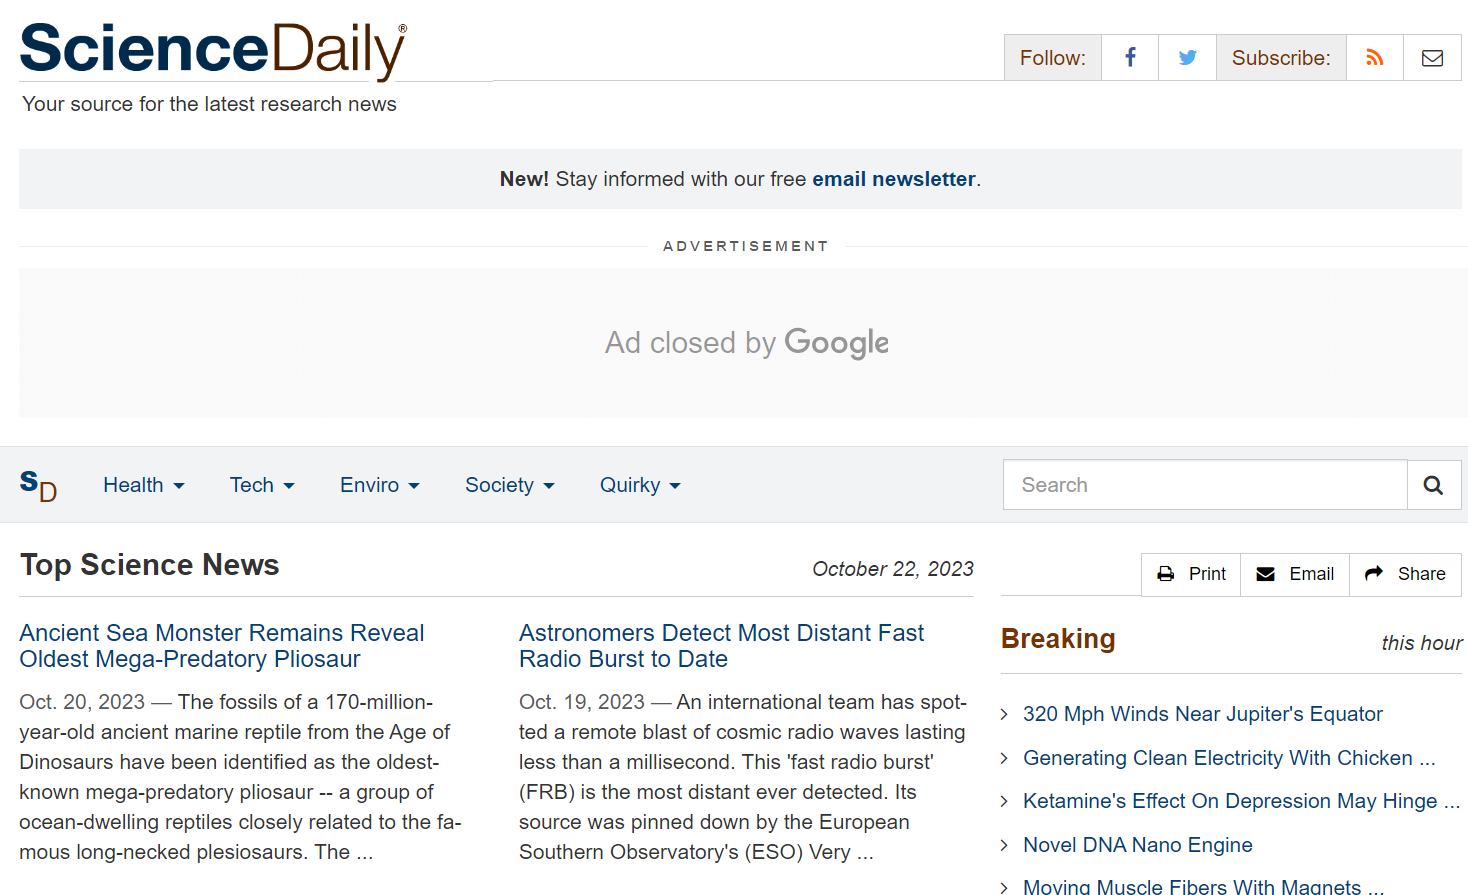 ScienceDaily®
Your source for the latest research news
Follow:
Subscribe:
New! Stay informed with our free email newsletter.
ADVERTISEMENT
Ad closed by Google
SD
Health
Tech
Enviro
Society
Quirky
Search
Top Science News
October 22, 2023
Ancient Sea Monster Remains Reveal
Oldest Mega-Predatory Pliosaur
Oct. 20, 2023 — The fossils of a 170-million-
year-old ancient marine reptile from the Age of
Dinosaurs have been identified as the oldest-
known mega-predatory pliosaur -- a group of
ocean-dwelling reptiles closely related to the fa-
mous long-necked plesiosaurs. The ...
Astronomers Detect Most Distant Fast
Radio Burst to Date
Oct. 19, 2023 — An international team has spot-
ted a remote blast of cosmic radio waves lasting
less than a millisecond. This 'fast radio burst'
(FRB) is the most distant ever detected. Its
source was pinned down by the European
Southern Observatory's (ESO) Very ...
Print
Email
Share
Breaking
this hour
320 Mph Winds Near Jupiter's Equator
Generating Clean Electricity With Chicken ...
Ketamine's Effect On Depression May Hinge ...
Novel DNA Nano Engine
Moving Muscle Fibers With Magnets ...